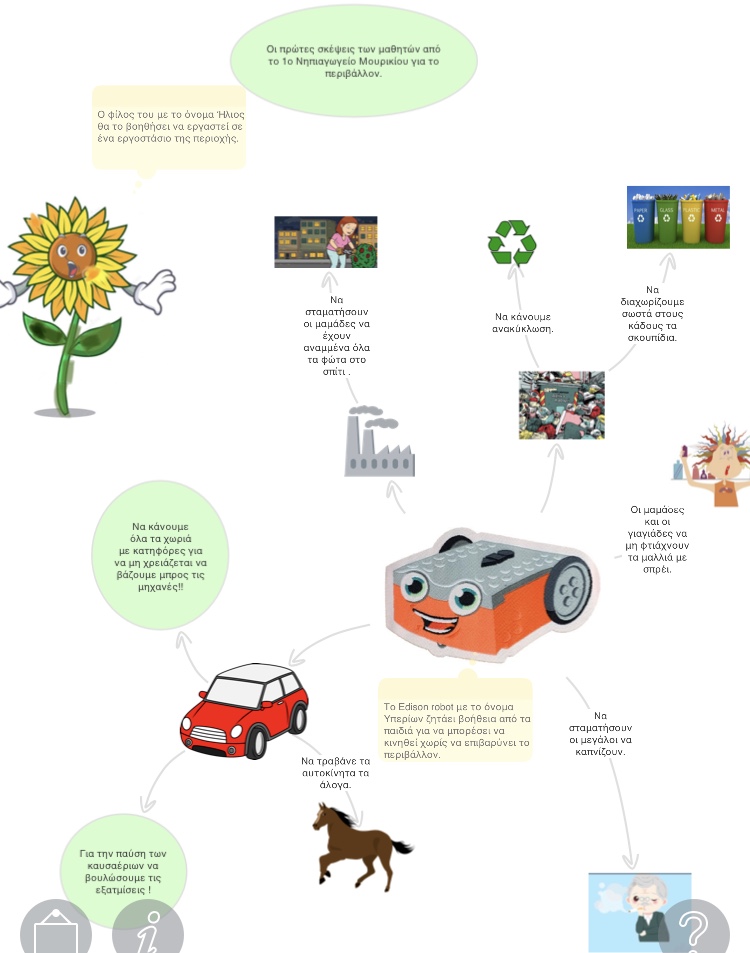 Οι πρώτες σκέψεις των μαθητών από
το 1ο Νηπιαγωγείο Μουρικίου για το
περιβάλλον.
Ο φίλος του με το όνομα Ήλιος
θα το βοηθήσει να εργαστεί σε
ένα εργοστάσιο της περιοχής.
PAPER
GLASS
PLASTIC
METAL
Να
σταματήσουν
οι μαμάδες να
έχουν
αναμμένα όλα
τα φώτα στο
σπίτι .
Να κάνουμε
ανακύκλωση.
Να
διαχωρίζουμε
σωστά στους
κάδους τα
σκουπίδια.
Οι μαμάδες
και οι
γιαγιάδες να
μη φτιάχνουν
τα μαλλιά με
σπρέι.
Να κάνουμε
όλα τα χωριά
με κατηφόρες για
να μη χρειάζεται να
βάζουμε μπρος τις
μηχανές!!
Το Edison robot με το όνομα
Υπερίων ζητάει βοήθεια από τα
παιδιά για να μπορέσει να
κινηθεί χωρίς να επιβαρύνει το
περιβάλλον.
Να
σταματήσουν
οι μεγάλοι να
καπνίζουν.
Να τραβάνε τα
αυτοκίνητα τα
άλογα.
Για την παύση των
καυσαέριων να
βουλώσουμε τις
εξατμίσεις !
i
?